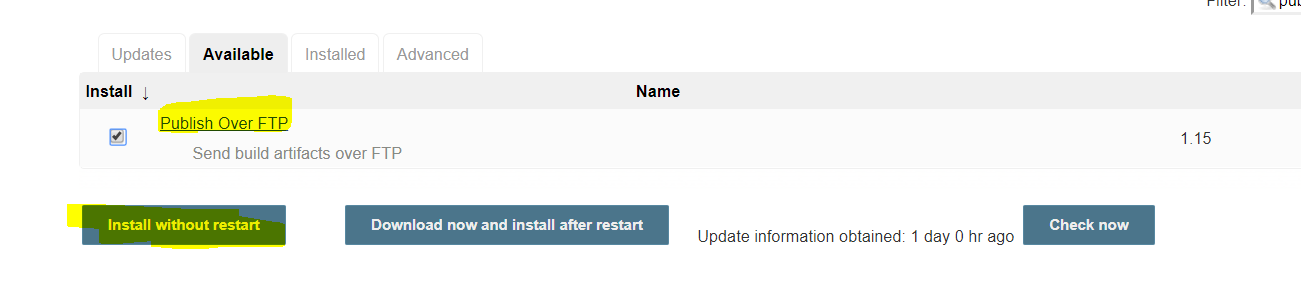 Filter: pub
Updates Available Installed Advanced
Install ↓ Name
Publish Over FTP
Send build artifacts over FTP 1.15
Install without restart Download now and install after restart Update information obtained: 1 day 0 hr ago Check now